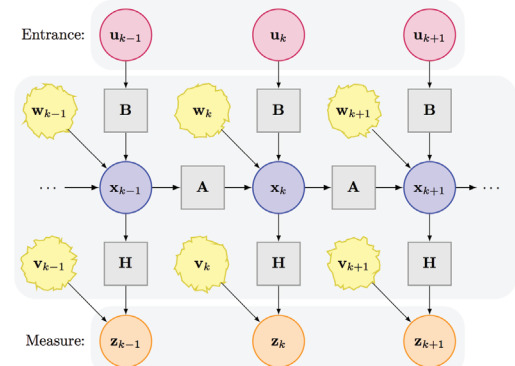 Entrance: u_{k−1} u_k u_{k+1}
w_{k−1} B w_k B w_{k+1} B
⋯ x_{k−1} A x_k A x_{k+1} ⋯
v_{k−1} H v_k H v_{k+1} H
Measure: z_{k−1} z_k z_{k+1}